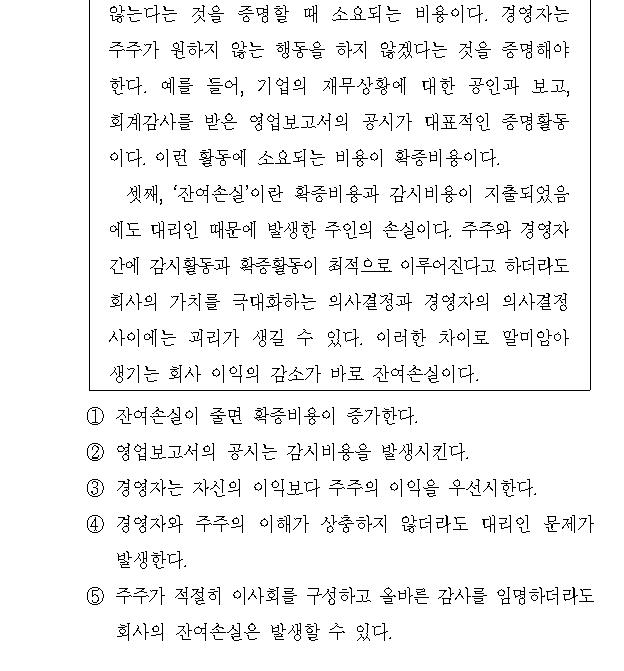 않는다는 것을 증명할 때 소요되는 비용이다. 경영자는
주주가 원하지 않는 행동을 하지 않겠다는 것을 증명해야
한다. 예를 들어, 기업의 재무상황에 대한 공인과 보고,
회계감사를 받은 영업보고서의 공시가 대표적인 증명활동
이다. 이런 활동에 소요되는 비용이 확증비용이다.
셋째, ‘잔여손실’이란 확증비용과 감시비용이 지출되었음
에도 대리인 때문에 발생한 주인의 손실이다. 주주와 경영자
간에 감시활동과 확증활동이 최적으로 이루어진다고 하더라도
회사의 가치를 극대화하는 의사결정과 경영자의 의사결정
사이에는 괴리가 생길 수 있다. 이러한 차이로 말미암아
생기는 회사 이익의 감소가 바로 잔여손실이다.
① 잔여손실이 줄면 확증비용이 증가한다.
② 영업보고서의 공시는 감시비용을 발생시킨다.
③ 경영자는 자신의 이익보다 주주의 이익을 우선시한다.
④ 경영자와 주주의 이해가 상충하지 않더라도 대리인 문제가
발생한다.
⑤ 주주가 적절히 이사회를 구성하고 올바른 감사를 임명하더라도
회사의 잔여손실은 발생할 수 있다.